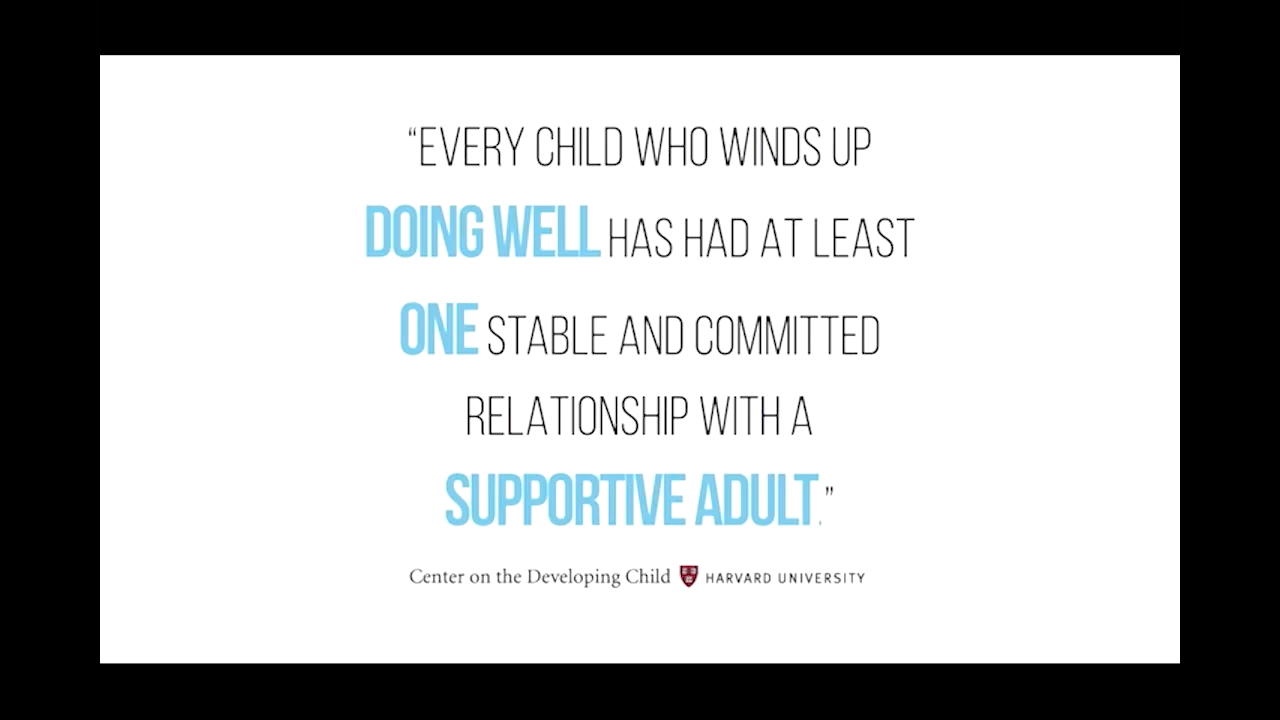 “EVERY CHILD WHO WINDS UP
DOING WELL HAS HAD AT LEAST
ONE STABLE AND COMMITTED
RELATIONSHIP WITH A
SUPPORTIVE ADULT.”
Center on the Developing Child HARVARD UNIVERSITY